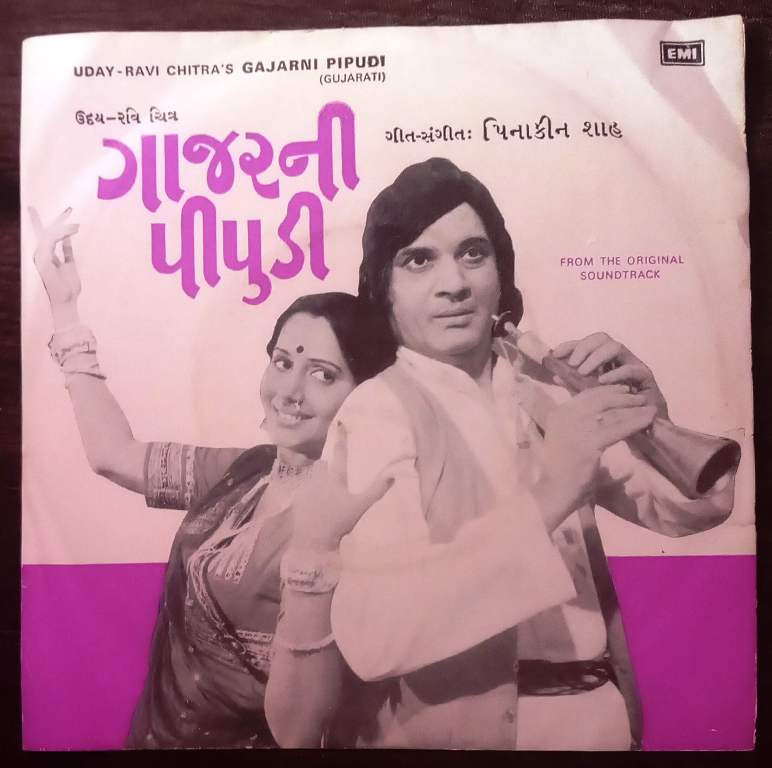 UDAY-RAVI CHITRA'S GAJARNI PIPUDI
(GUJARATI)
EMI
ઉદય-રવિ ચિત્ર
ગાજરની
પીપુડી
ગીત-સંગીત: પિનાકીન શાહ
FROM THE ORIGINAL
SOUNDTRACK